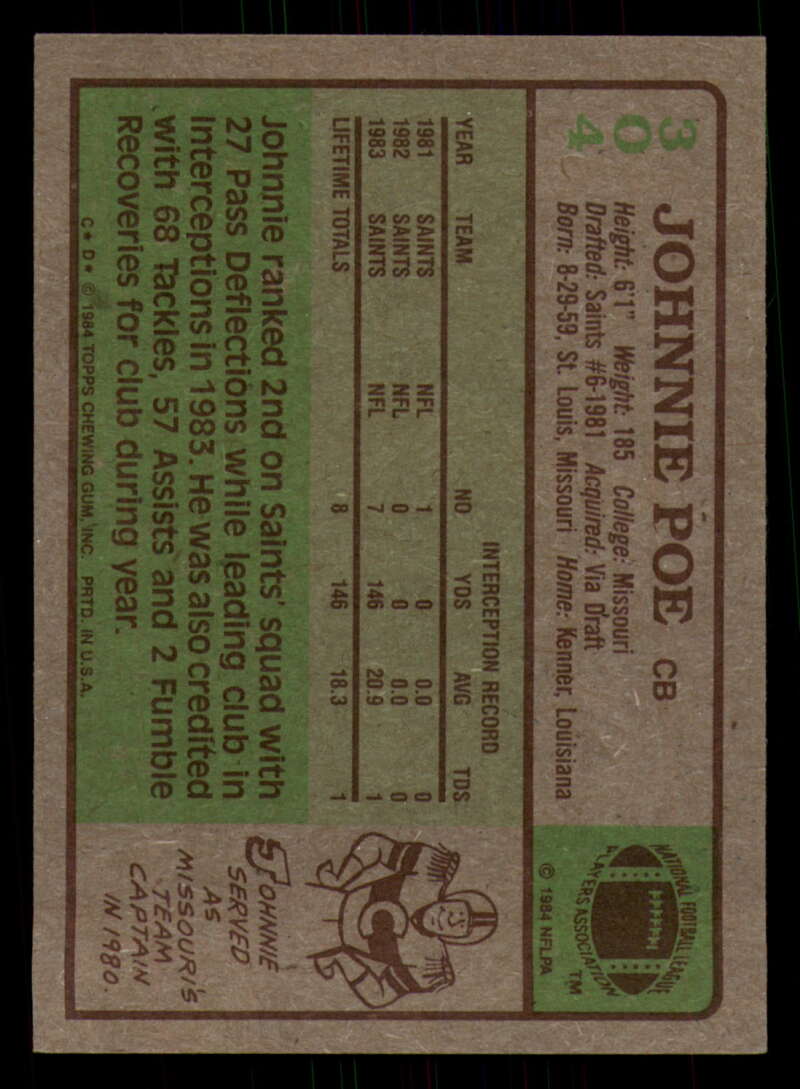 304
JOHNNIE POE CB
Height: 6'1" Weight: 185 College: Missouri
Drafted: Saints #6-1981 Acquired: Via Draft
Born: 8-29-59, St. Louis, Missouri Home: Kenner, Louisiana
NATIONAL FOOTBALL LEAGUE
PLAYERS ASSOCIATION
TM
© 1984 NFLPA
INTERCEPTION RECORD
YEAR TEAM NO YDS AVG TDS
1981 SAINTS NFL 1 0 0.0 0
1982 SAINTS NFL 0 0 0.0 0
1983 SAINTS NFL 7 146 20.9 1
LIFETIME TOTALS 8 146 18.3 1
Johnnie ranked 2nd on Saints' squad with
27 Pass Deflections while leading club in
Interceptions in 1983. He was also credited
with 68 Tackles, 57 Assists and 2 Fumble
Recoveries for club during year.
C* D* © 1984 TOPPS CHEWING GUM, INC. PRTD. IN U.S.A.
C
JOHNNIE
SERVED
AS
MISSOURI'S
TEAM
CAPTAIN
IN 1980.